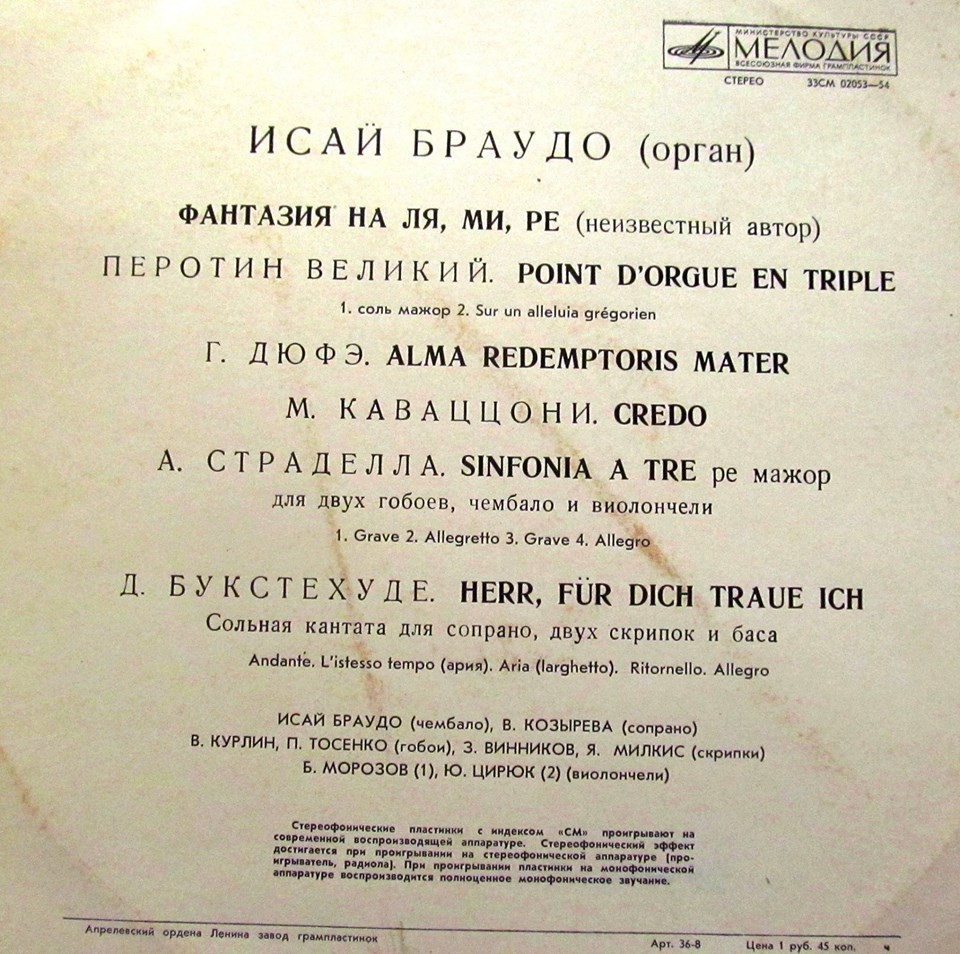 МИНИСТЕРСТВО КУЛЬТУРЫ СССР
МЕЛОДИЯ
ВСЕСОЮЗНАЯ ФИРМА ГРАМПЛАСТИНОК
СТЕРЕО 33СМ 02053—54
ИСАЙ БРАУДО (орган)
ФАНТАЗИЯ НА ЛЯ, МИ, РЕ (неизвестный автор)
ПЕРОТИН ВЕЛИКИЙ. POINT D'ORGUE EN TRIPLE
1. соль мажор 2. Sur un alleluia grégorien
Г. ДЮФЭ. ALMA REDEMPTORIS MATER
М. КАВАЦЦОНИ. CREDO
А. СТРАДЕЛЛА. SINFONIA A TRE ре мажор
для двух гобоев, чембало и виолончели
1. Grave 2. Allegretto 3. Grave 4. Allegro
Д. БУКСТЕХУДЕ. HERR, FÜR DICH TRAUE ICH
Сольная кантата для сопрано, двух скрипок и баса
Andante. L'istesso tempo (ария). Aria (larghetto). Ritornello. Allegro
ИСАЙ БРАУДО (чембало), В. КОЗЫРЕВА (сопрано)
В. КУРЛИН, П. ТОСЕНКО (гобои), З. ВИННИКОВ, Я. МИЛКИС (скрипки)
Б. МОРОЗОВ (1), Ю. ЦИРЮК (2) (виолончели)
Стереофонические пластинки с индексом «СМ» проигрывают на
современной воспроизводящей аппаратуре. Стереофонический эффект
достигается при проигрывании на стереофонической аппаратуре (про-
игрыватель, радиола). При проигрывании пластинки на монофонической
аппаратуре воспроизводится полноценное монофоническое звучание.
Апрелевский ордена Ленина завод грампластинок Арт. 36-8 Цена 1 руб. 45 коп. ч